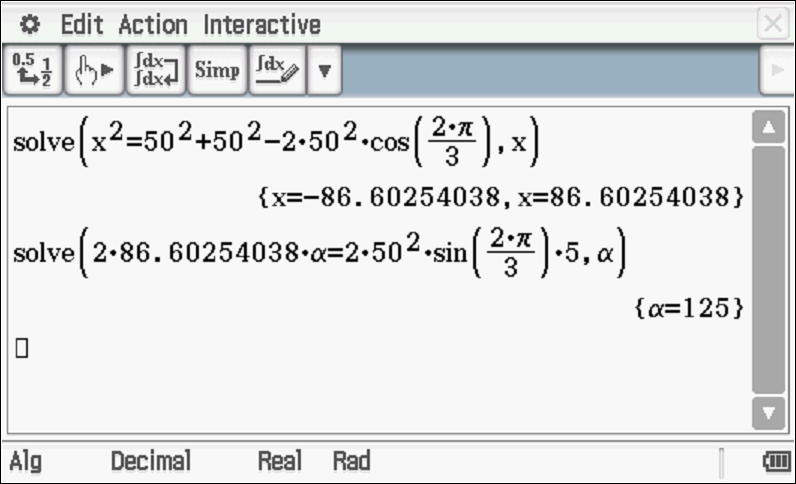 Edit Action Interactive
0.5 1/2 ∫dx ∫dx Simp ∫dx
solve(x²=50²+50²-2·50²·cos(2·π/3),x)
{x=-86.60254038,x=86.60254038}
solve(2·86.60254038·α=2·50²·sin(2·π/3)·5,α)
{α=125}
Alg Decimal Real Rad